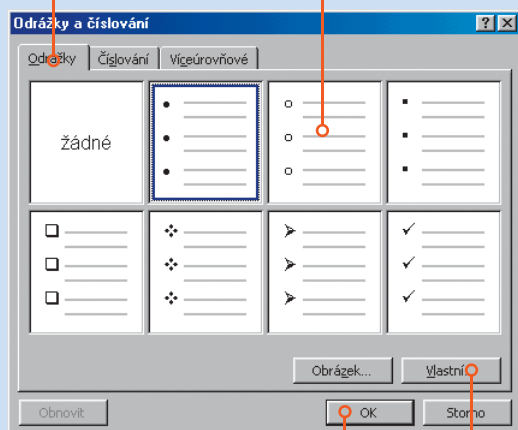 Odrážky a číslování
Odrážky Číslování Víceúrovňové
žádné
Obrázek... Vlastní...
Obnovit OK Storno